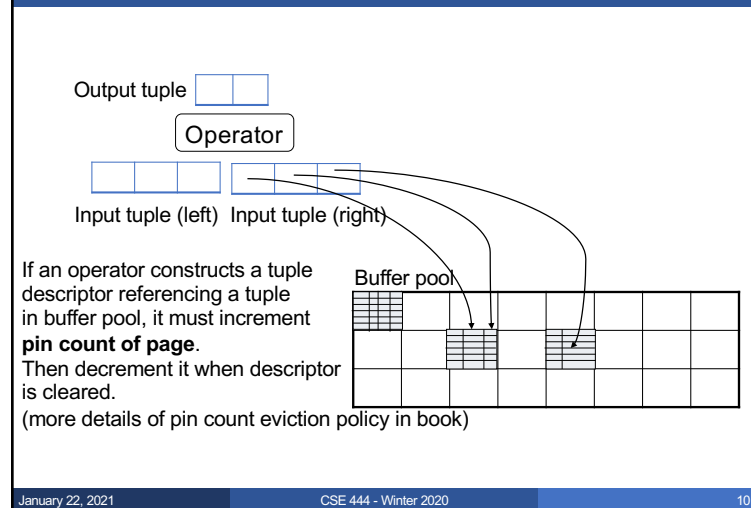 Output tuple
Operator
Input tuple (left) Input tuple (right)
If an operator constructs a tuple
descriptor referencing a tuple
in buffer pool, it must increment
pin count of page.
Then decrement it when descriptor
is cleared.
(more details of pin count eviction policy in book)
Buffer pool
January 22, 2021 CSE 444 - Winter 2020 10